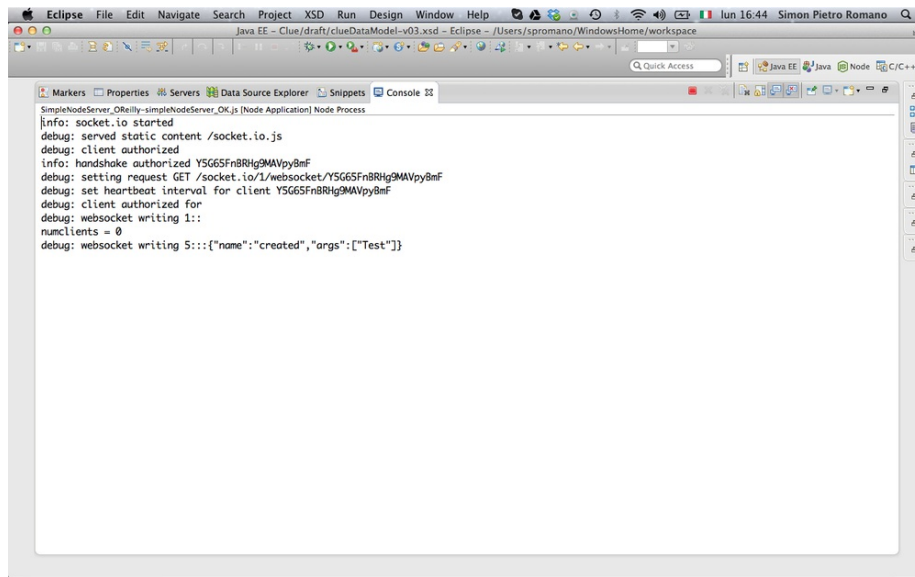 Eclipse File Edit Navigate Search Project XSD Run Design Window Help lun 16:44 Simon Pietro Romano
Java EE – Clue/draft/clueDataModel-v03.xsd – Eclipse – /Users/spromano/WindowsHome/workspace
Quick Access Java EE Java Node C/C++
Markers Properties Servers Data Source Explorer Snippets Console
SimpleNodeServer_OReilly-simpleNodeServer_OK.js [Node Application] Node Process
info: socket.io started
debug: served static content /socket.io.js
debug: client authorized
info: handshake authorized Y5G65FnBRHg9MAVpyBmF
debug: setting request GET /socket.io/1/websocket/Y5G65FnBRHg9MAVpyBmF
debug: set heartbeat interval for client Y5G65FnBRHg9MAVpyBmF
debug: client authorized for
debug: websocket writing 1::
numclients = 0
debug: websocket writing 5:::{"name":"created","args":["Test"]}